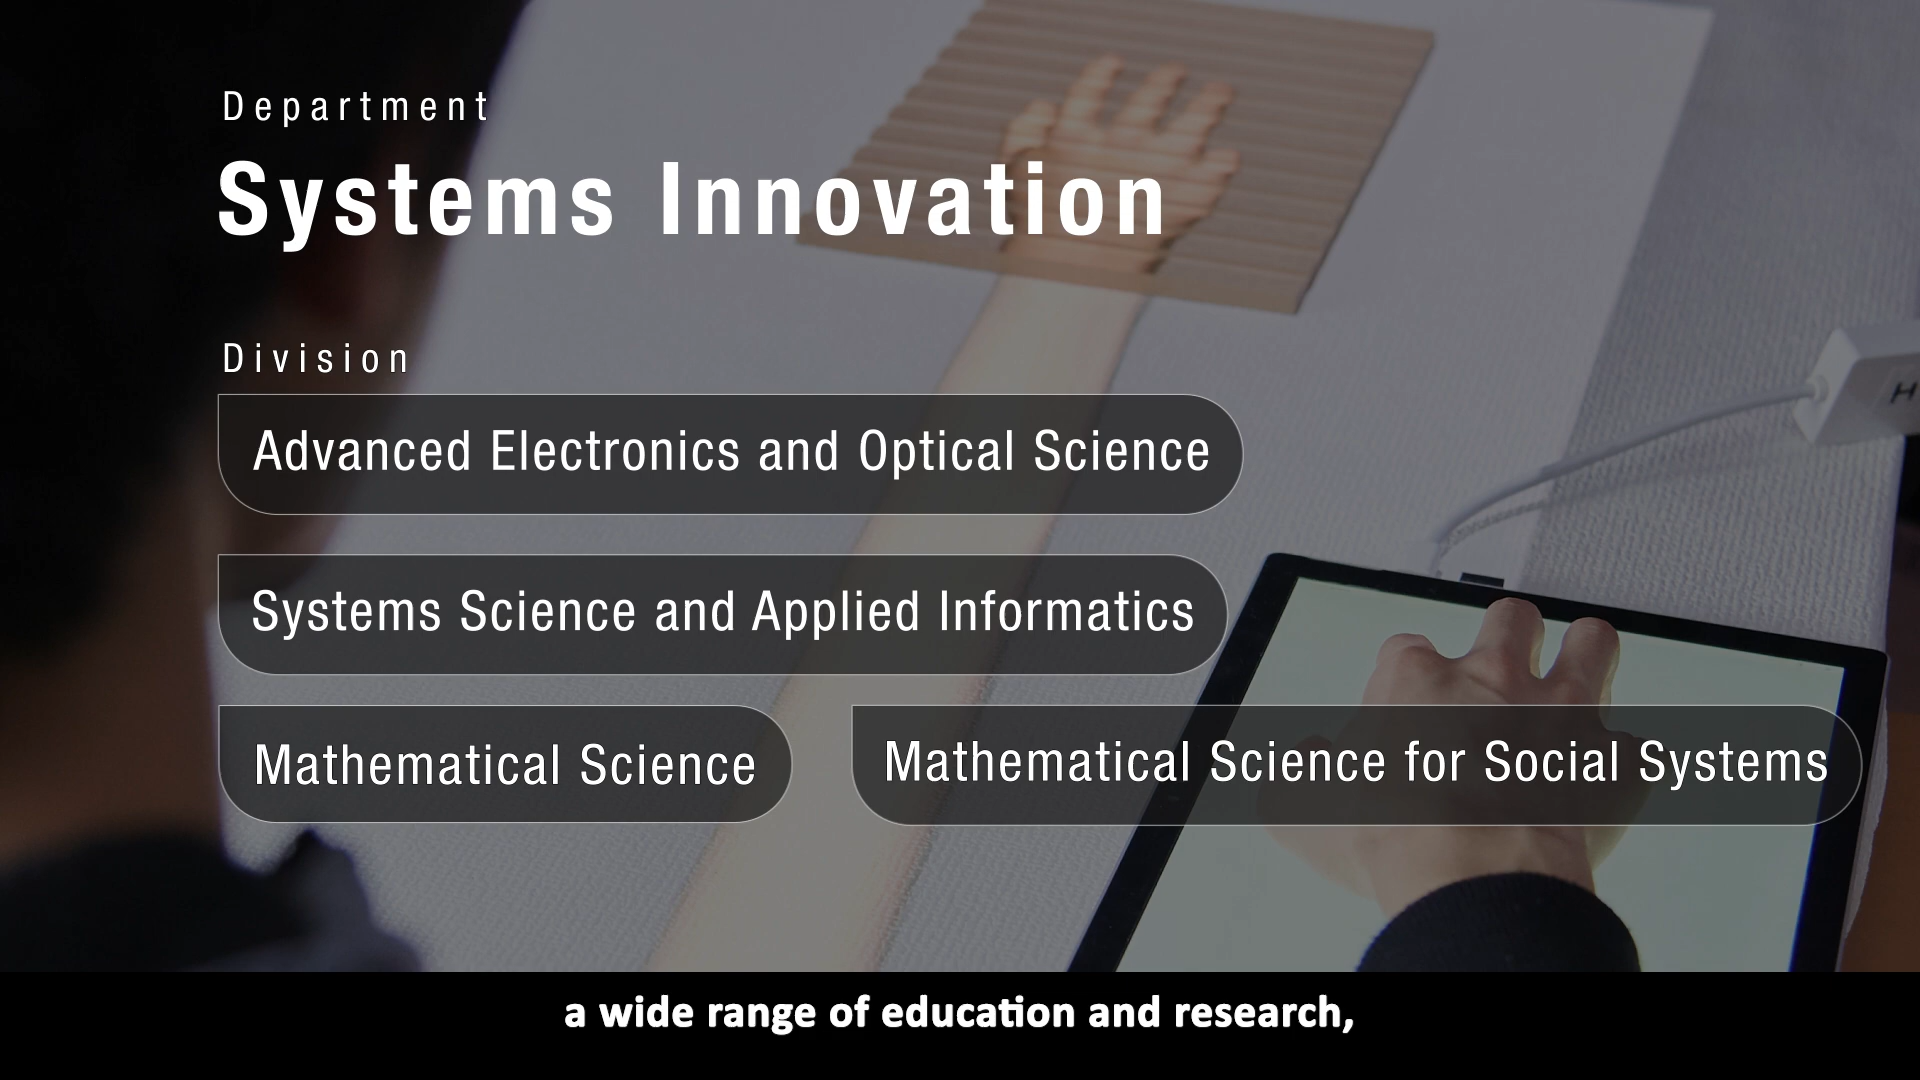 Department
Systems Innovation
Division
Advanced Electronics and Optical Science
Systems Science and Applied Informatics
Mathematical Science
Mathematical Science for Social Systems
H
a wide range of education and research,